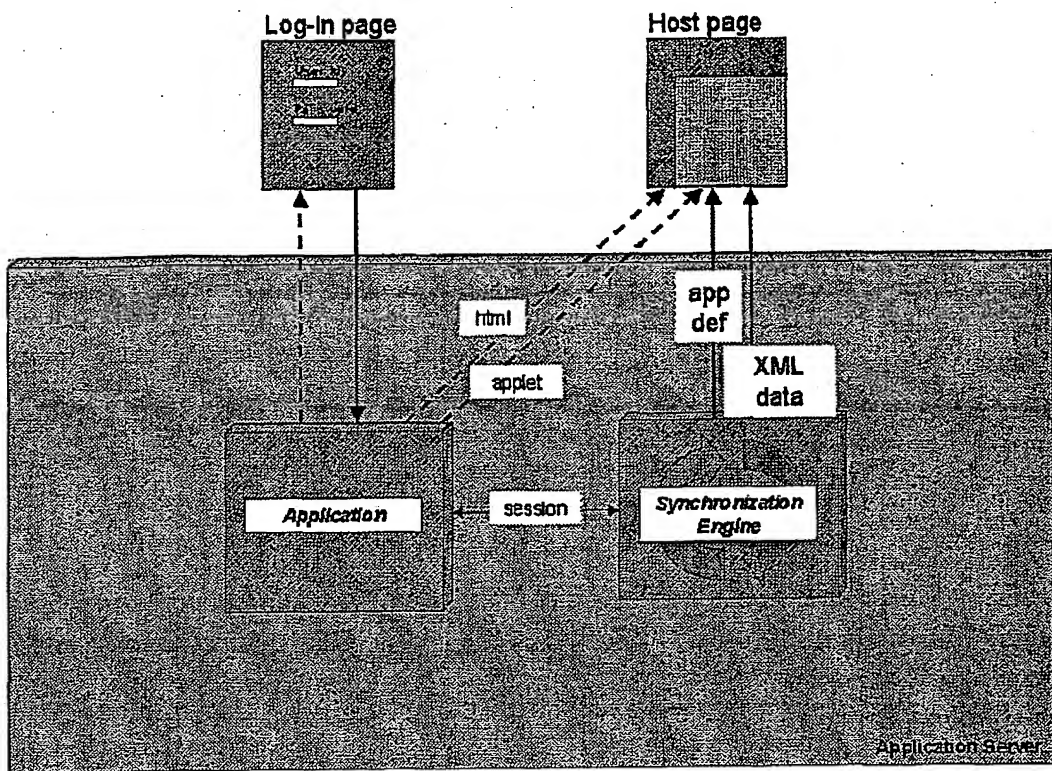 Log-In page
Host page
html
applet
app
def
XML
data
Application
session
Synchronization
Engine
Application Server